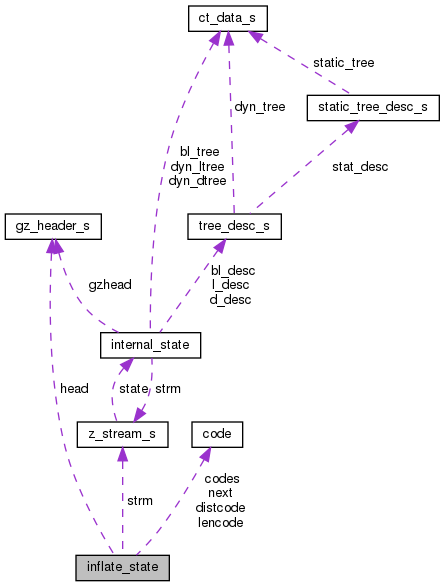 ct_data_s
static_tree
dyn_tree
static_tree_desc_s
bl_tree
dyn_ltree
dyn_dtree
stat_desc
gz_header_s
tree_desc_s
bl_desc
l_desc
d_desc
gzhead
internal_state
head
state
strm
z_stream_s
code
codes
next
distcode
lencode
strm
inflate_state